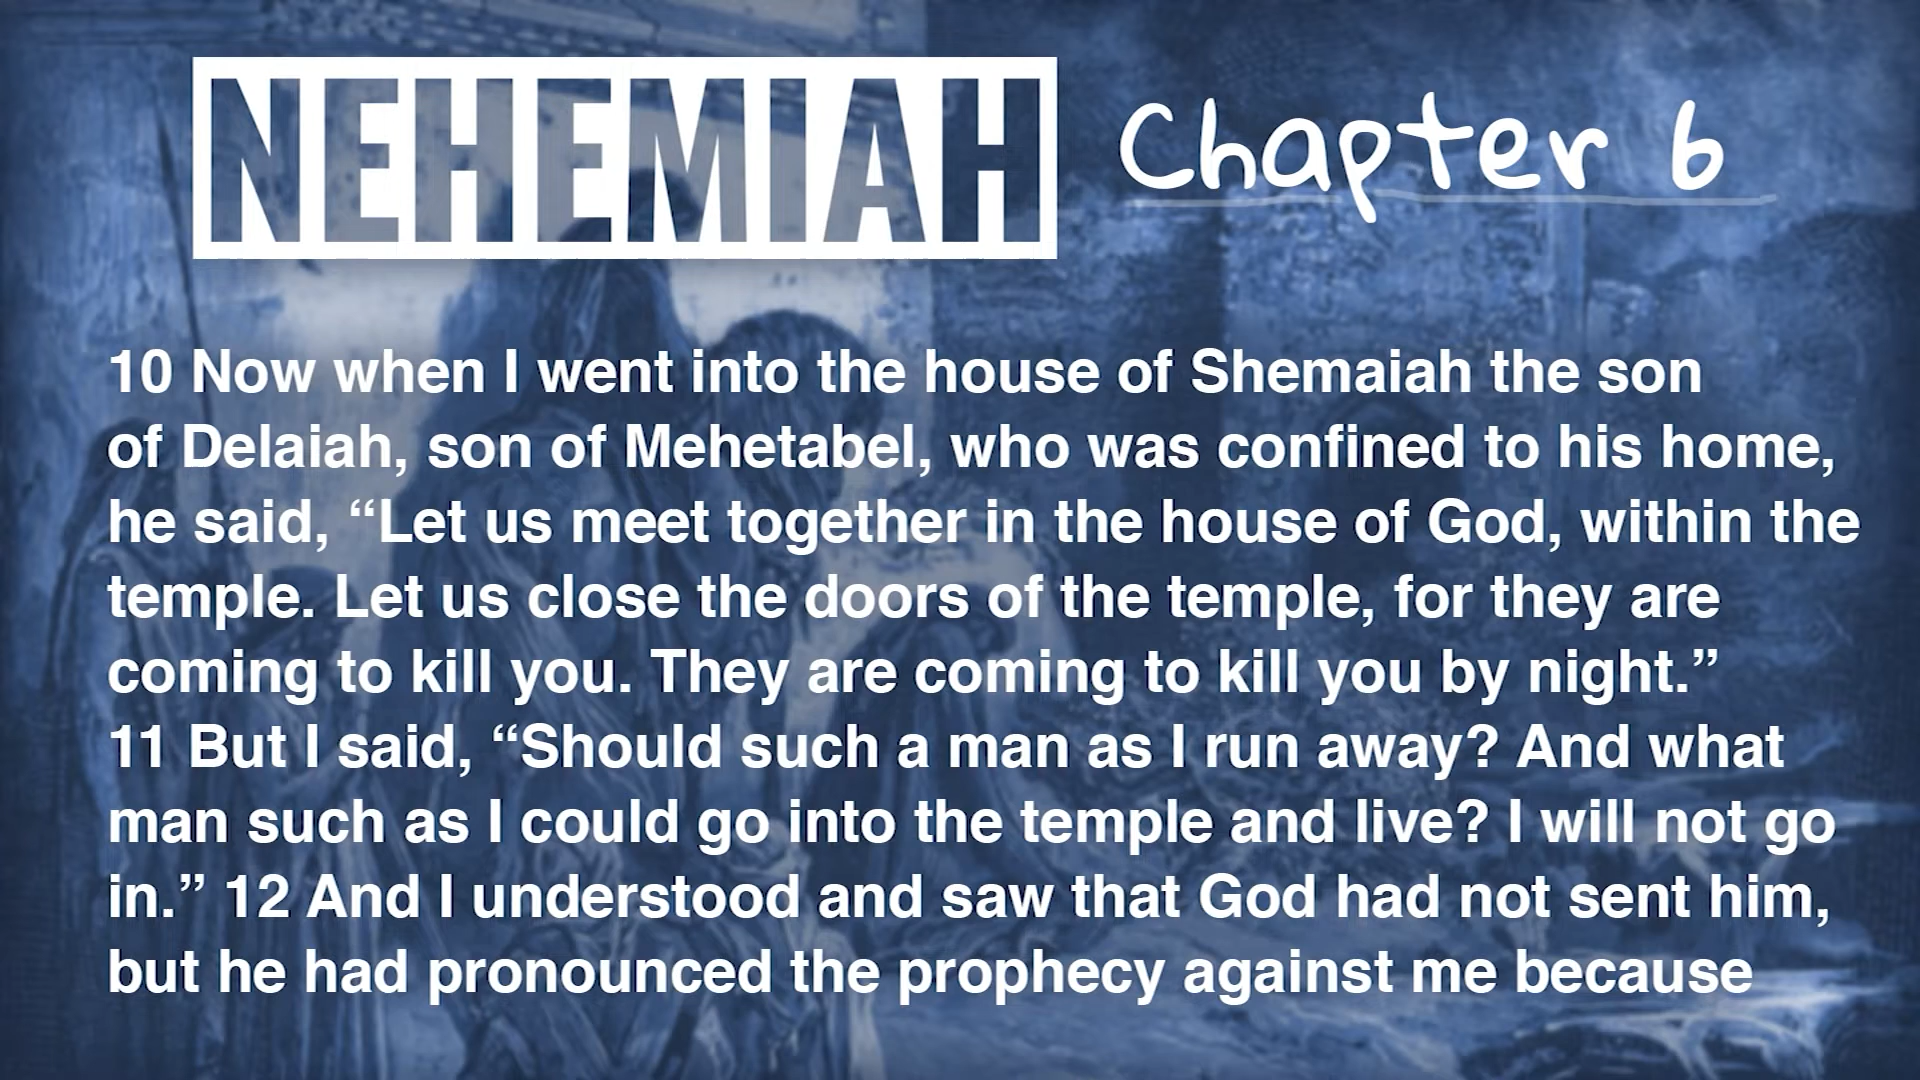 NEHEMIAH Chapter 6
10 Now when I went into the house of Shemaiah the son
of Delaiah, son of Mehetabel, who was confined to his home,
he said, “Let us meet together in the house of God, within the
temple. Let us close the doors of the temple, for they are
coming to kill you. They are coming to kill you by night.”
11 But I said, “Should such a man as I run away? And what
man such as I could go into the temple and live? I will not go
in.” 12 And I understood and saw that God had not sent him,
but he had pronounced the prophecy against me because